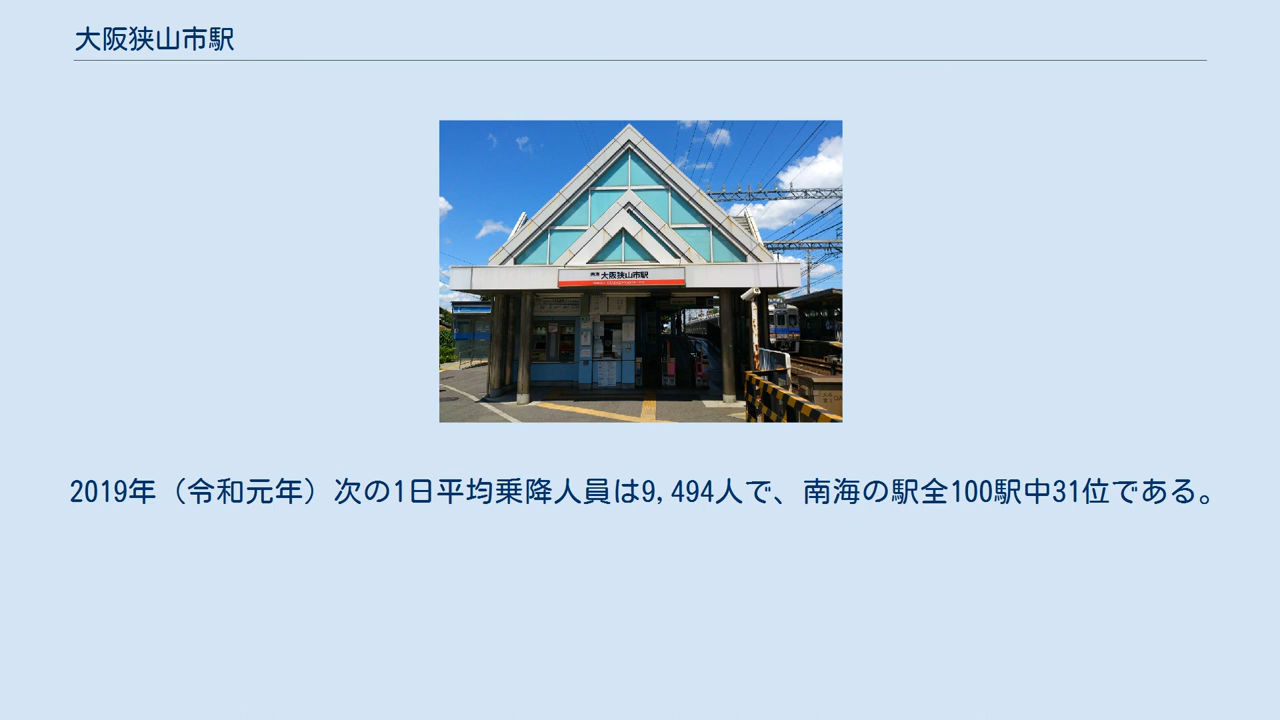 大阪狭山市駅
南海 大阪狭山市駅
2019年（令和元年）次の1日平均乗降人員は9,494人で、南海の駅全100駅中31位である。